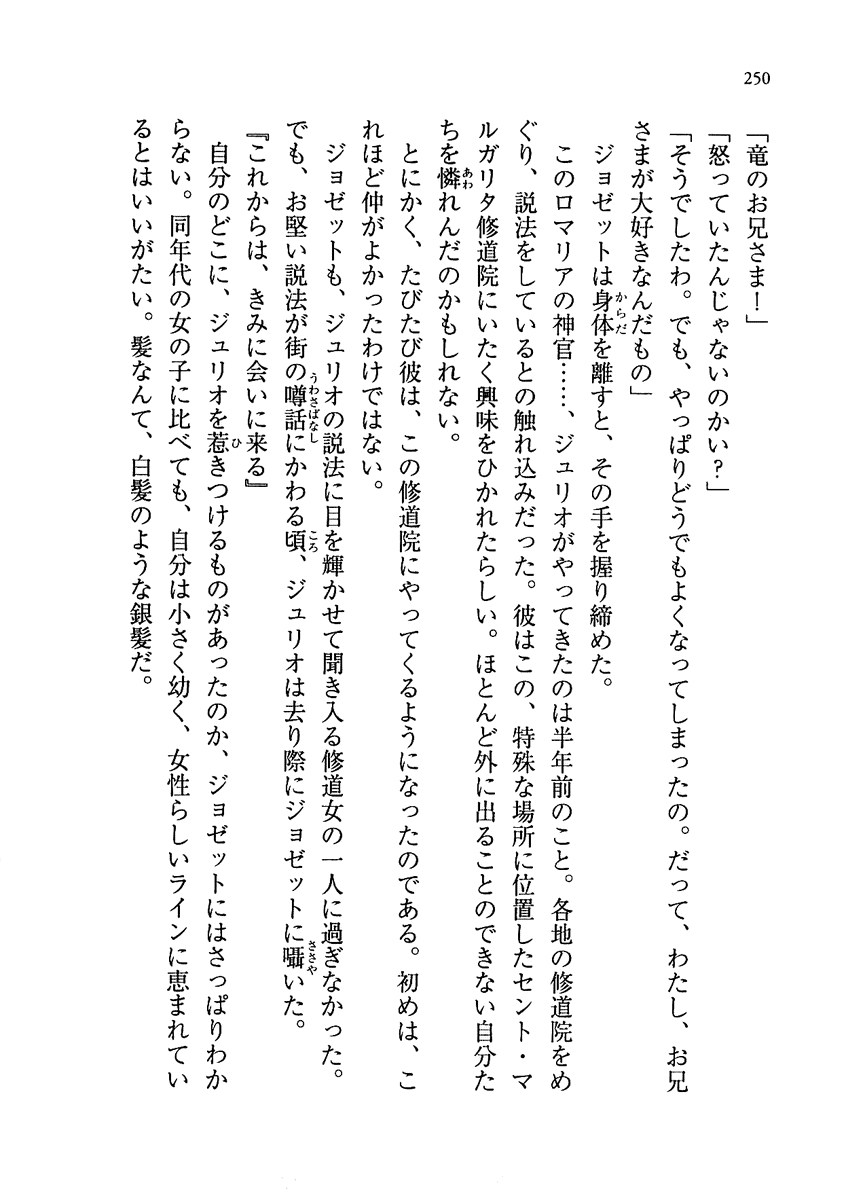 250
「竜のお兄さま！」
「怒っていたんじゃないのかい？」
「そうでしたわ。でも、やっぱりどうでもよくなってしまったの。だって、わたし、お兄
さまが大好きなんだもの」
ジョゼットは身体を離すと、その手を握り締めた。
このロマリアの神官……、ジュリオがやってきたのは半年前のこと。各地の修道院をめ
ぐり、説法をしているとの触れ込みだった。彼はこの、特殊な場所に位置したセント・マ
ルガリタ修道院にいたく興味をひかれたらしい。ほとんど外に出ることのできない自分た
ちを憐れんだのかもしれない。
とにかく、たびたび彼は、この修道院にやってくるようになったのである。初めは、こ
れほど仲がよかったわけではない。
ジョゼットも、ジュリオの説法に目を輝かせて聞き入る修道女の一人に過ぎなかった。
でも、お堅い説法が街の噂話にかわる頃、ジュリオは去り際にジョゼットに囁いた。
『これからは、きみに会いに来る』
自分のどこに、ジュリオを惹きつけるものがあったのか、ジョゼットにはさっぱりわか
らない。同年代の女の子に比べても、自分は小さく幼く、女性らしいラインに恵まれてい
るとはいいがたい。髪なんて、白髪のような銀髪だ。